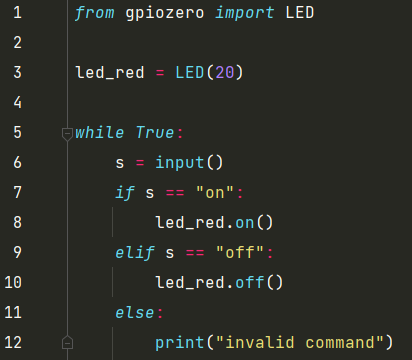 1 from gpiozero import LED
2
3 led_red = LED(20)
4
5 while True:
6     s = input()
7     if s == "on":
8         led_red.on()
9     elif s == "off":
10         led_red.off()
11     else:
12         print("invalid command")